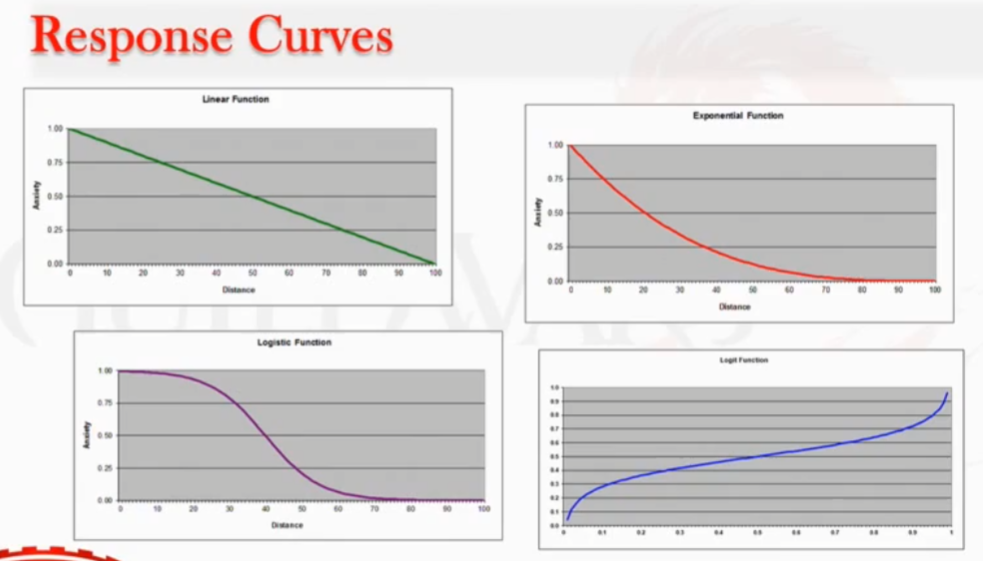 Response Curves
Linear Function
1.00
0.75
0.50
0.25
0.00
Anxiety
0 10 20 30 40 50 60 70 80 90 100
Distance
Exponential Function
1.00
0.75
0.50
0.25
0.00
Anxiety
0 10 20 30 40 50 60 70 80 90 100
Distance
Logistic Function
1.00
0.75
0.50
0.25
0.00
Anxiety
0 10 20 30 40 50 60 70 80 90 100
Distance
Logit Function
1.0
0.9
0.8
0.7
0.6
0.5
0.4
0.3
0.2
0.1
0.0
0 0.1 0.2 0.3 0.4 0.5 0.6 0.7 0.8 0.9 1
GUILD WARS